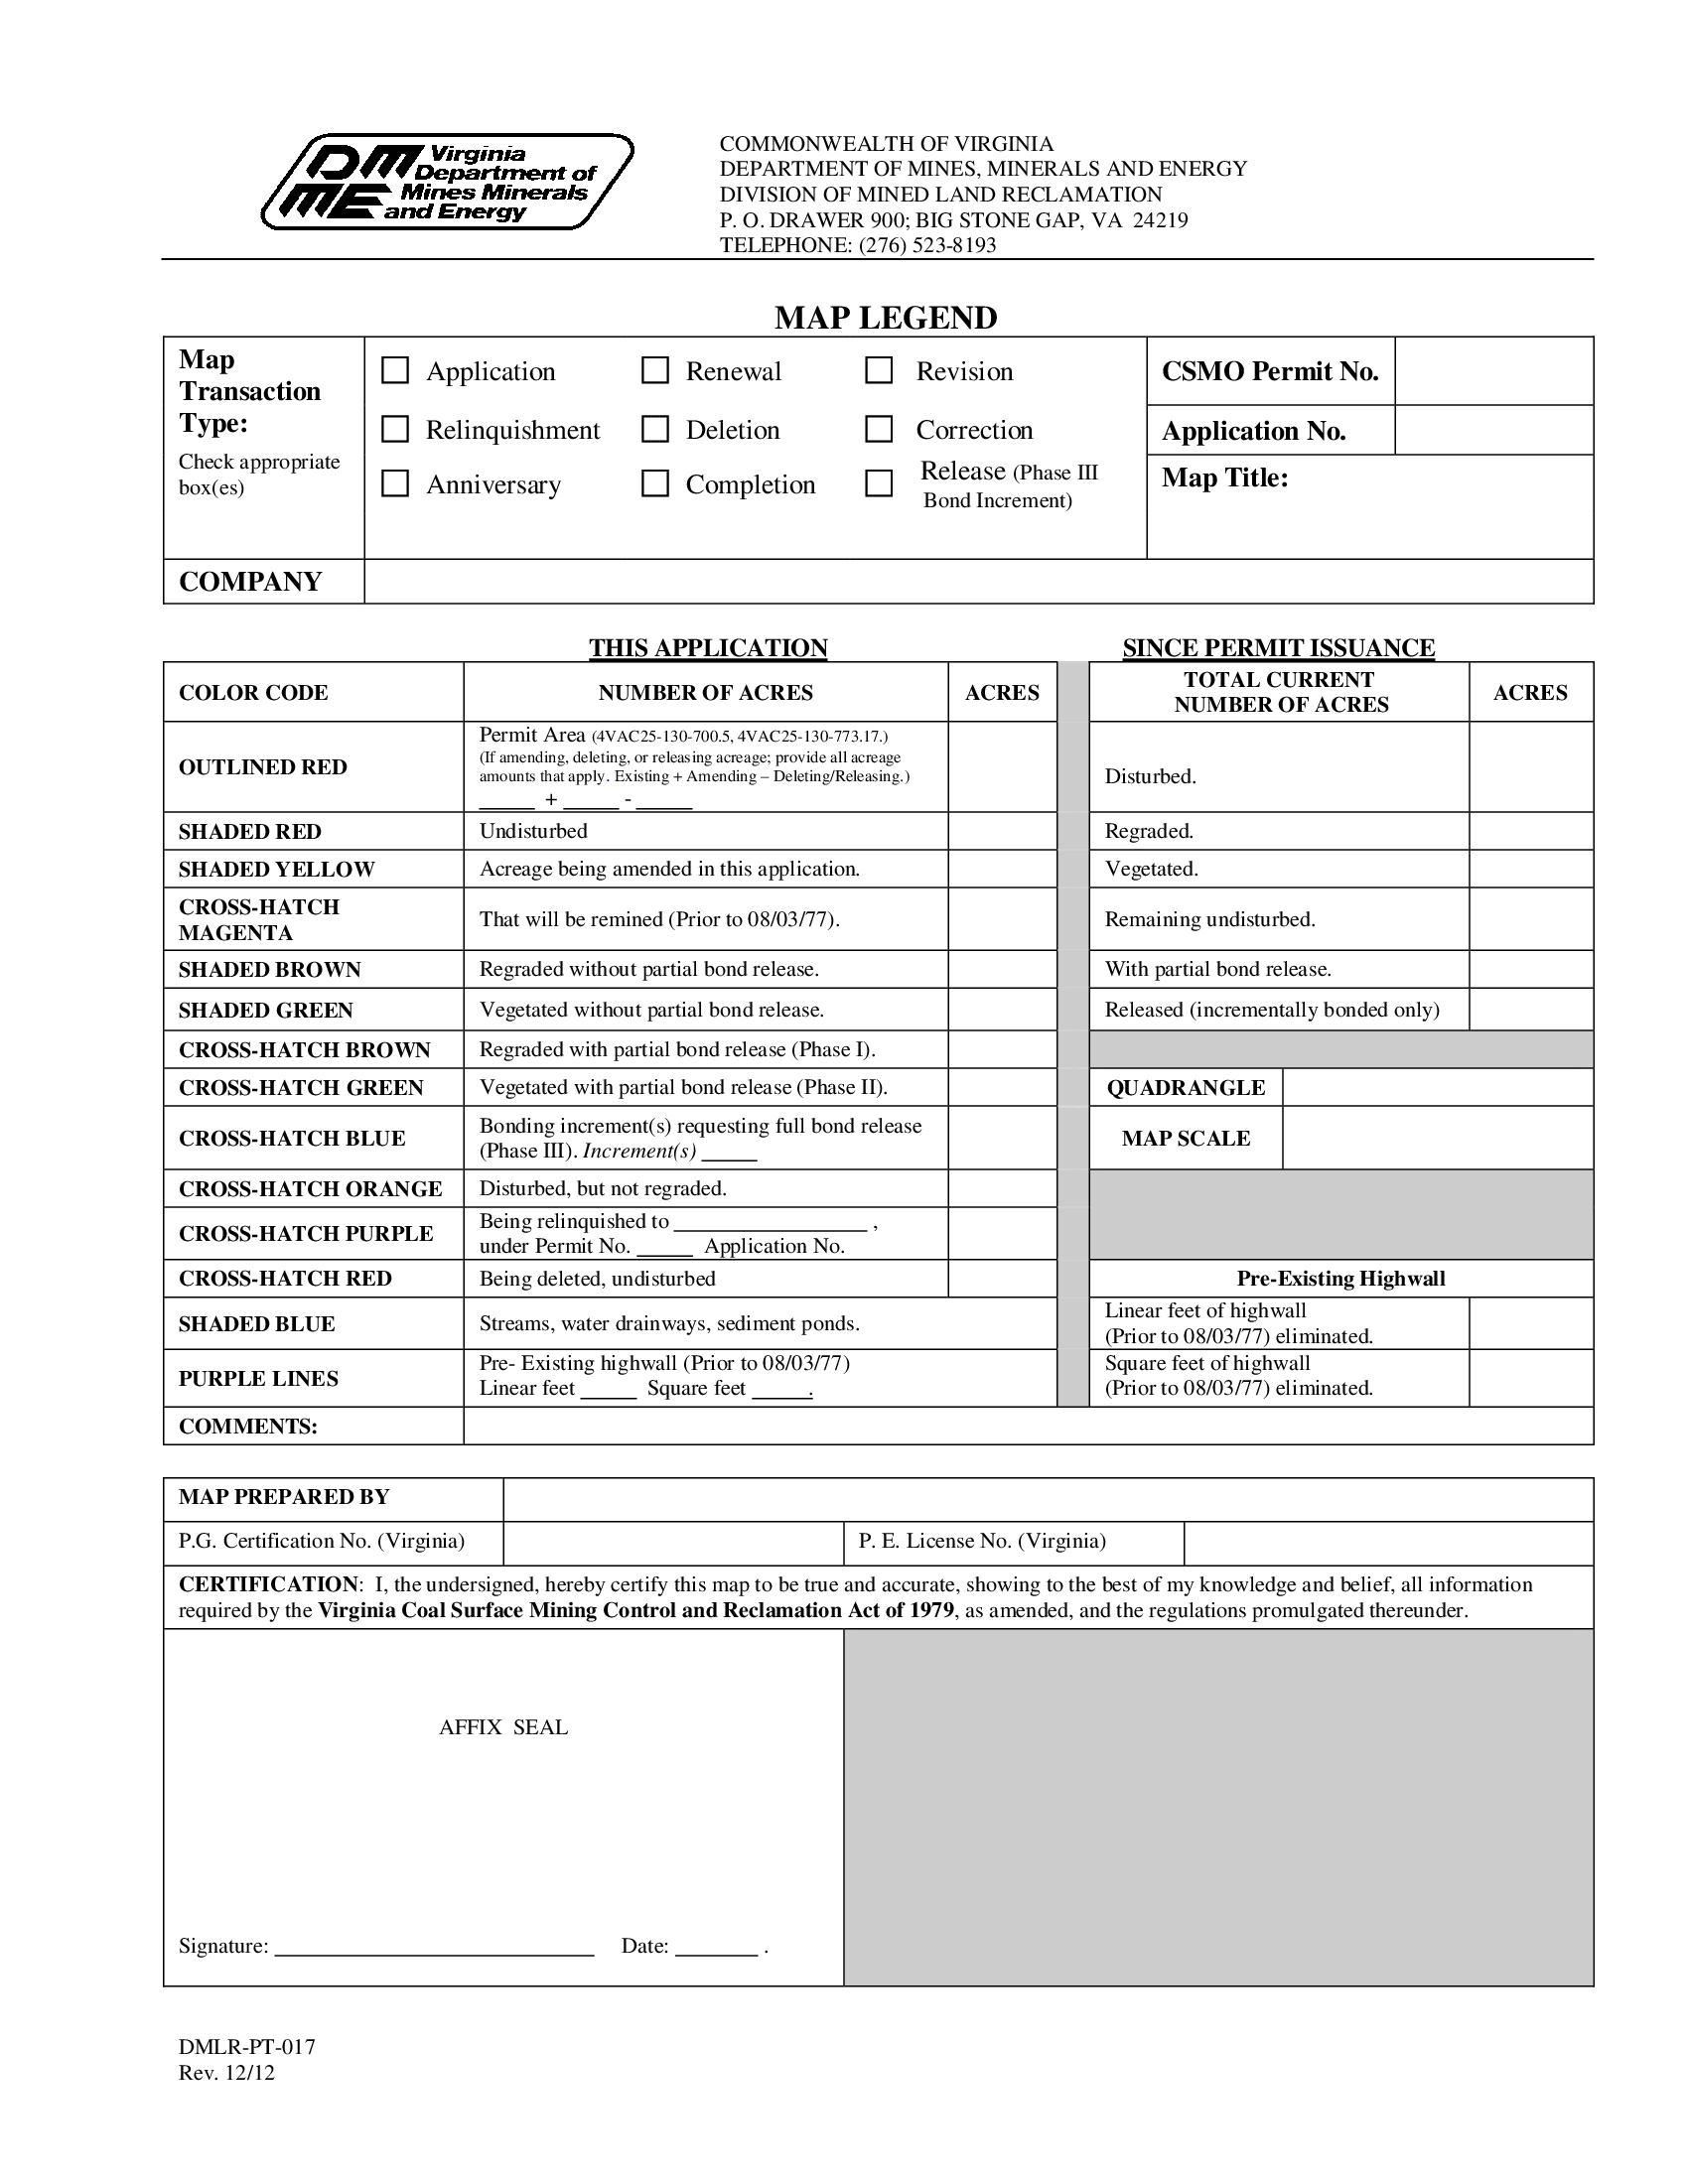 DMME Virginia
Department of
Mines Minerals
and Energy
COMMONWEALTH OF VIRGINIA
DEPARTMENT OF MINES, MINERALS AND ENERGY
DIVISION OF MINED LAND RECLAMATION
P. O. DRAWER 900; BIG STONE GAP, VA 24219
TELEPHONE: (276) 523-8193
MAP LEGEND
Map
Transaction
Type:
Check appropriate
box(es)
Application
Renewal
Revision
Relinquishment
Deletion
Correction
Anniversary
Completion
Release (Phase III
Bond Increment)
CSMO Permit No.
Application No.
Map Title:
COMPANY
THIS APPLICATION
SINCE PERMIT ISSUANCE
COLOR CODE
NUMBER OF ACRES
ACRES
TOTAL CURRENT
NUMBER OF ACRES
ACRES
OUTLINED RED
Permit Area (4VAC25-130-700.5, 4VAC25-130-773.17.)
(If amending, deleting, or releasing acreage; provide all acreage
amounts that apply. Existing + Amending – Deleting/Releasing.)
_____ + _____ - _____
Disturbed.
SHADED RED
Undisturbed
Regraded.
SHADED YELLOW
Acreage being amended in this application.
Vegetated.
CROSS-HATCH
MAGENTA
That will be remined (Prior to 08/03/77).
Remaining undisturbed.
SHADED BROWN
Regraded without partial bond release.
With partial bond release.
SHADED GREEN
Vegetated without partial bond release.
Released (incrementally bonded only)
CROSS-HATCH BROWN
Regraded with partial bond release (Phase I).
CROSS-HATCH GREEN
Vegetated with partial bond release (Phase II).
QUADRANGLE
CROSS-HATCH BLUE
Bonding increment(s) requesting full bond release
(Phase III). Increment(s) _____
MAP SCALE
CROSS-HATCH ORANGE
Disturbed, but not regraded.
CROSS-HATCH PURPLE
Being relinquished to _________________ ,
under Permit No. _____ Application No.
CROSS-HATCH RED
Being deleted, undisturbed
Pre-Existing Highwall
SHADED BLUE
Streams, water drainways, sediment ponds.
Linear feet of highwall
(Prior to 08/03/77) eliminated.
PURPLE LINES
Pre- Existing highwall (Prior to 08/03/77)
Linear feet _____ Square feet _____.
Square feet of highwall
(Prior to 08/03/77) eliminated.
COMMENTS:
MAP PREPARED BY
P.G. Certification No. (Virginia)
P. E. License No. (Virginia)
CERTIFICATION: I, the undersigned, hereby certify this map to be true and accurate, showing to the best of my knowledge and belief, all information
required by the Virginia Coal Surface Mining Control and Reclamation Act of 1979, as amended, and the regulations promulgated thereunder.
AFFIX SEAL
Signature: _____________________________ Date: _______ .
DMLR-PT-017
Rev. 12/12